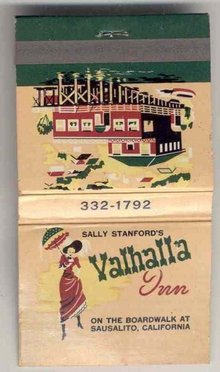 332-1792
SALLY STANFORD'S
Valhalla
Inn
ON THE BOARDWALK AT
SAUSALITO, CALIFORNIA